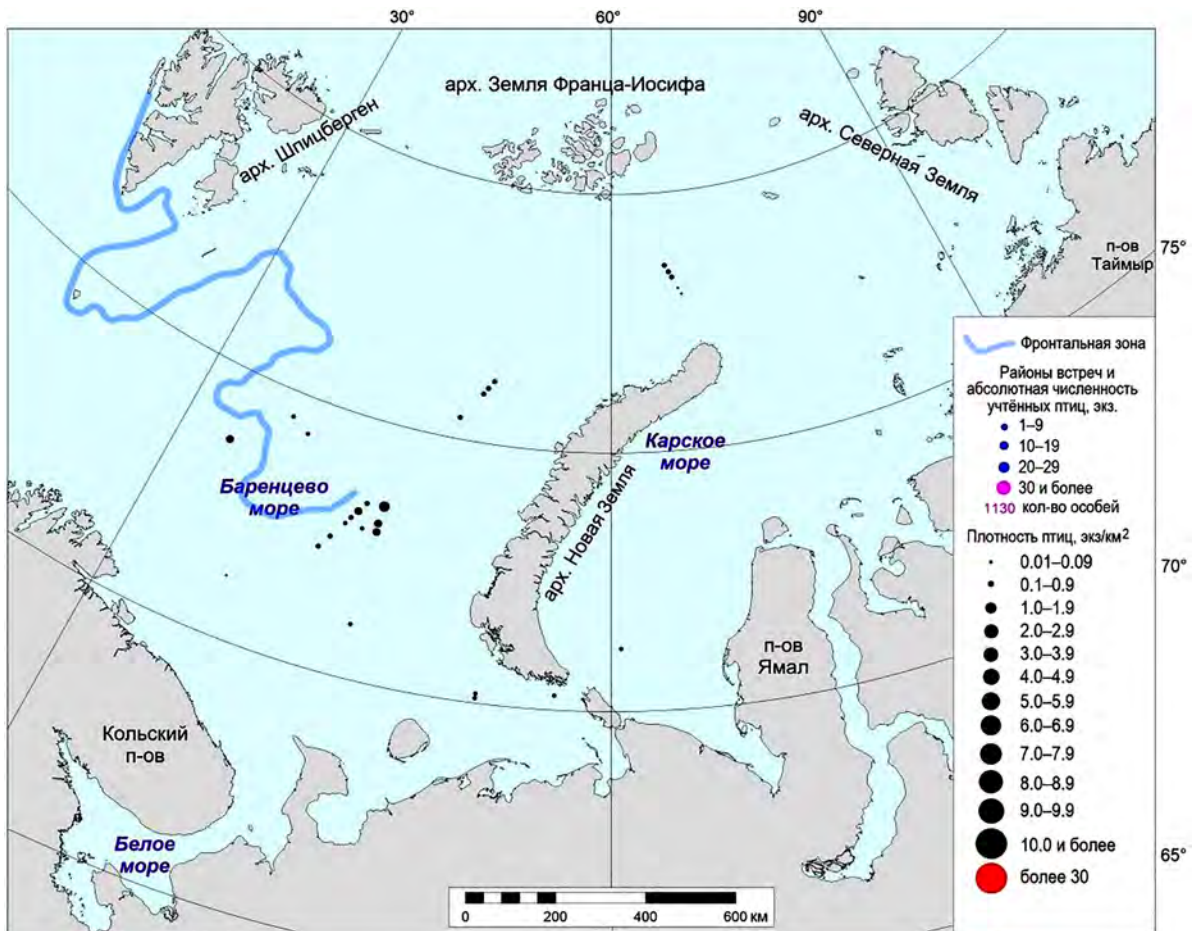 30°
60°
90°
арх. Земля Франца-Иосифа
арх. Шпицберген
арх. Северная Земля
п-ов
Таймыр
75°
Карское
море
Баренцево
море
арх. Новая Земля
70°
п-ов
Ямал
Кольский
п-ов
Белое
море
65°
0 200 400 600 км
Фронтальная зона
Районы встреч и
абсолютная численность
учтённых птиц, экз.
1–9
10–19
20–29
30 и более
1130 кол-во особей
Плотность птиц, экз/км²
0.01–0.09
0.1–0.9
1.0–1.9
2.0–2.9
3.0–3.9
4.0–4.9
5.0–5.9
6.0–6.9
7.0–7.9
8.0–8.9
9.0–9.9
10.0 и более
более 30